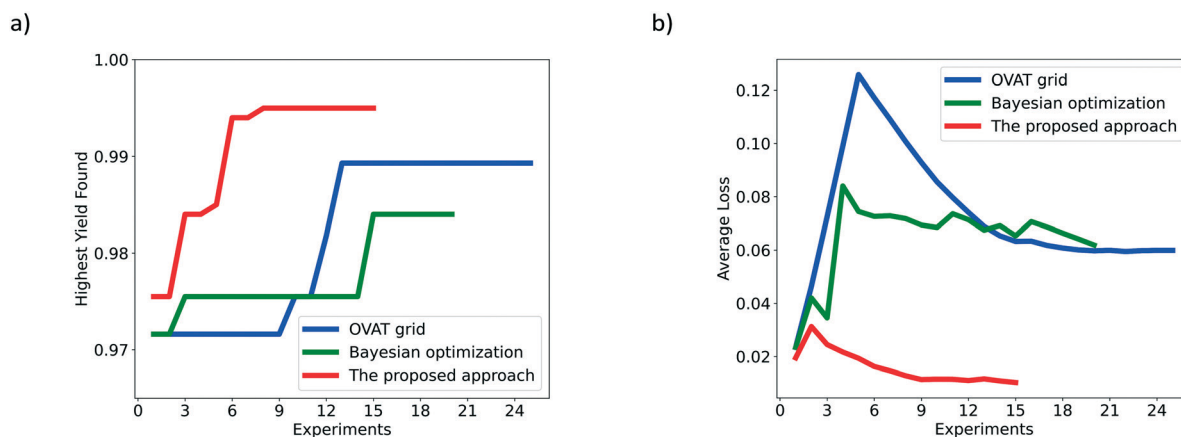 a)
1.00
0.99
0.98
0.97
Highest Yield Found
OVAT grid
Bayesian optimization
The proposed approach
0 3 6 9 12 15 18 21 24
Experiments
b)
0.12
0.10
0.08
0.06
0.04
0.02
Average Loss
OVAT grid
Bayesian optimization
The proposed approach
0 3 6 9 12 15 18 21 24
Experiments